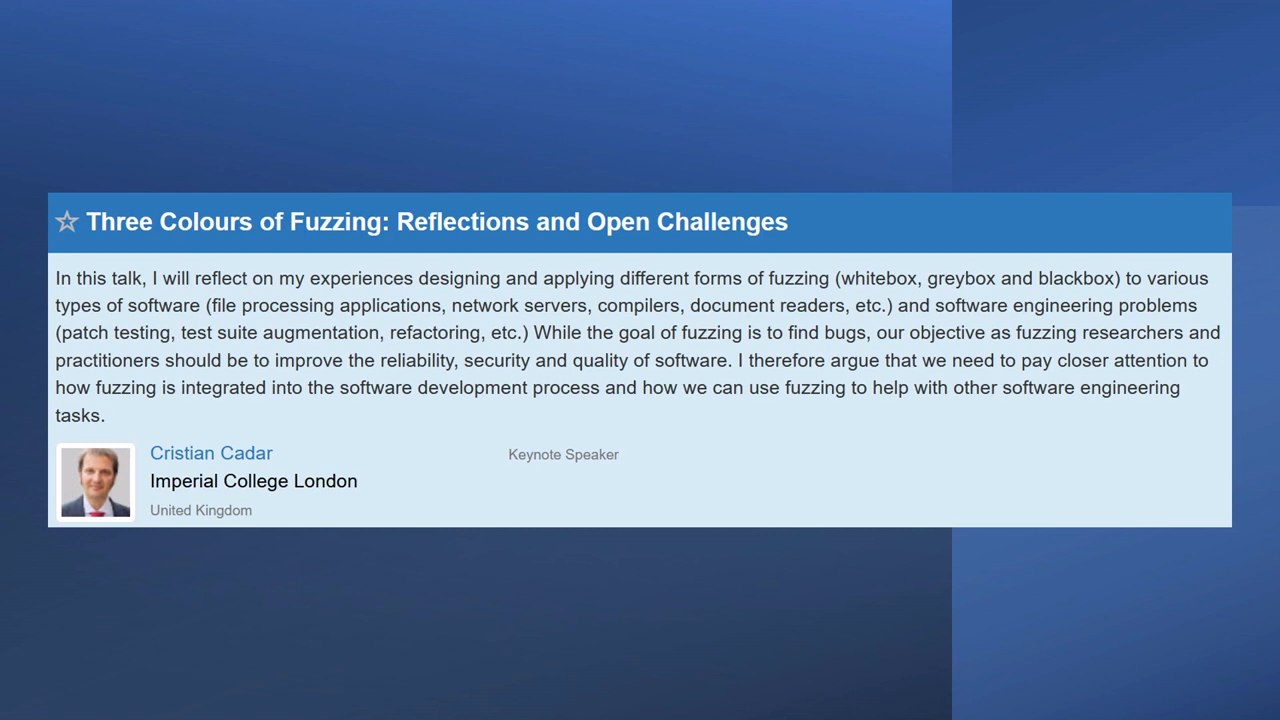 Three Colours of Fuzzing: Reflections and Open Challenges
In this talk, I will reflect on my experiences designing and applying different forms of fuzzing (whitebox, greybox and blackbox) to various
types of software (file processing applications, network servers, compilers, document readers, etc.) and software engineering problems
(patch testing, test suite augmentation, refactoring, etc.) While the goal of fuzzing is to find bugs, our objective as fuzzing researchers and
practitioners should be to improve the reliability, security and quality of software. I therefore argue that we need to pay closer attention to
how fuzzing is integrated into the software development process and how we can use fuzzing to help with other software engineering
tasks.
Cristian Cadar
Keynote Speaker
Imperial College London
United Kingdom